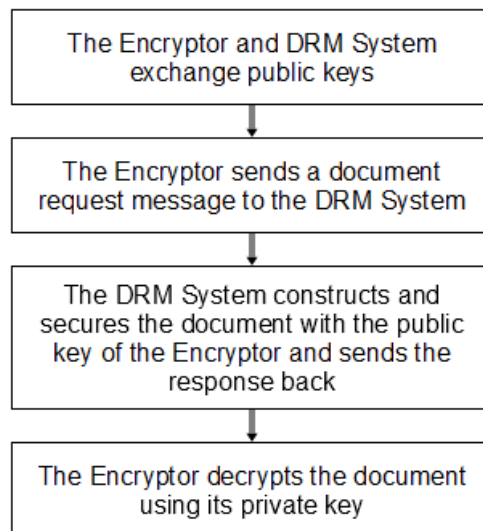 The Encryptor and DRM System
exchange public keys
The Encryptor sends a document
request message to the DRM System
The DRM System constructs and
secures the document with the public
key of the Encryptor and sends the
response back
The Encryptor decrypts the document
using its private key